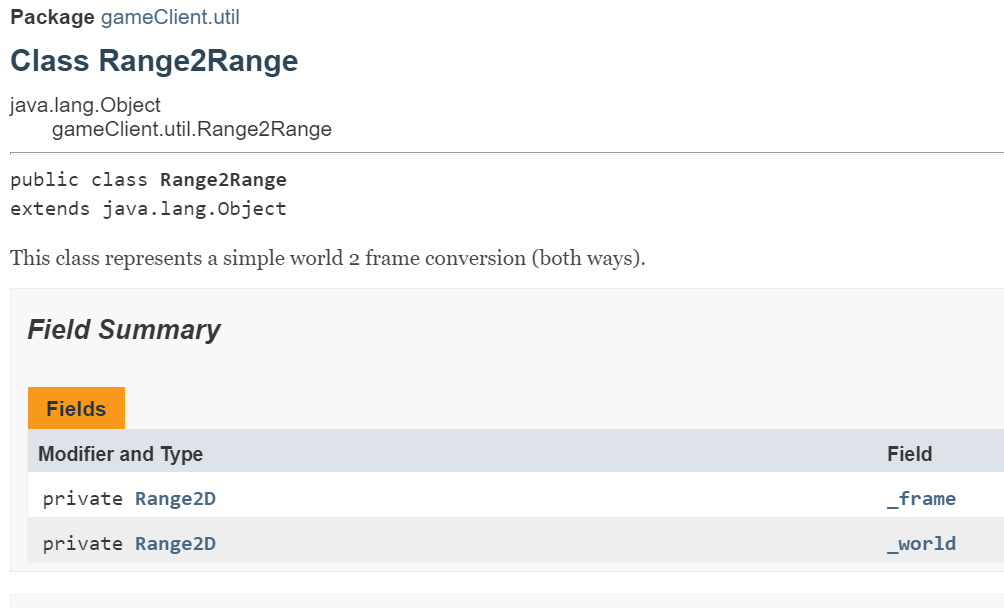 Package gameClient.util
Class Range2Range
java.lang.Object
gameClient.util.Range2Range
public class Range2Range
extends java.lang.Object
This class represents a simple world 2 frame conversion (both ways).
Field Summary
Fields
Modifier and Type Field
private Range2D _frame
private Range2D _world